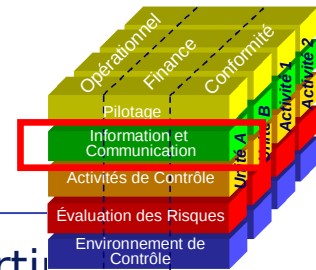 Opérationnel
Finance
Conformité
Pilotage
Information et
Communication
Activités de Contrôle
Évaluation des Risques
Environnement de
Contrôle
Unité A
Activité 1
Activité 2